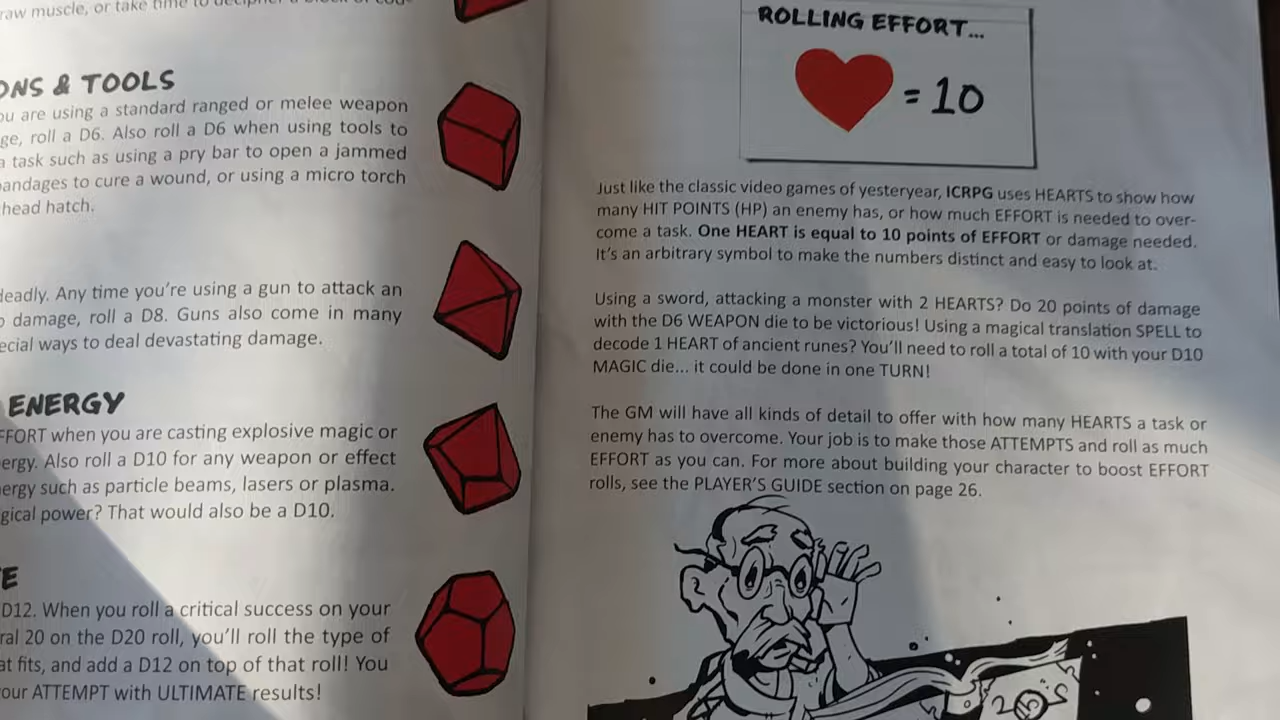 raw muscle, or take time to decipher a block of code
ONS & TOOLS
ou are using a standard ranged or melee weapon
ge, roll a D6. Also roll a D6 when using tools to
a task such as using a pry bar to open a jammed
bandages to cure a wound, or using a micro torch
head hatch.
deadly. Any time you're using a gun to attack an
o damage, roll a D8. Guns also come in many
ecial ways to deal devastating damage.
ENERGY
FFORT when you are casting explosive magic or
ergy. Also roll a D10 for any weapon or effect
nergy such as particle beams, lasers or plasma.
gical power? That would also be a D10.
E
D12. When you roll a critical success on your
ral 20 on the D20 roll, you'll roll the type of
at fits, and add a D12 on top of that roll! You
our ATTEMPT with ULTIMATE results!
ROLLING EFFORT...
= 10
Just like the classic video games of yesteryear, ICRPG uses HEARTS to show how
many HIT POINTS (HP) an enemy has, or how much EFFORT is needed to over-
come a task. One HEART is equal to 10 points of EFFORT or damage needed.
It's an arbitrary symbol to make the numbers distinct and easy to look at.
Using a sword, attacking a monster with 2 HEARTS? Do 20 points of damage
with the D6 WEAPON die to be victorious! Using a magical translation SPELL to
decode 1 HEART of ancient runes? You'll need to roll a total of 10 with your D10
MAGIC die... it could be done in one TURN!
The GM will have all kinds of detail to offer with how many HEARTS a task or
enemy has to overcome. Your job is to make those ATTEMPTS and roll as much
EFFORT as you can. For more about building your character to boost EFFORT
rolls, see the PLAYER'S GUIDE section on page 26.